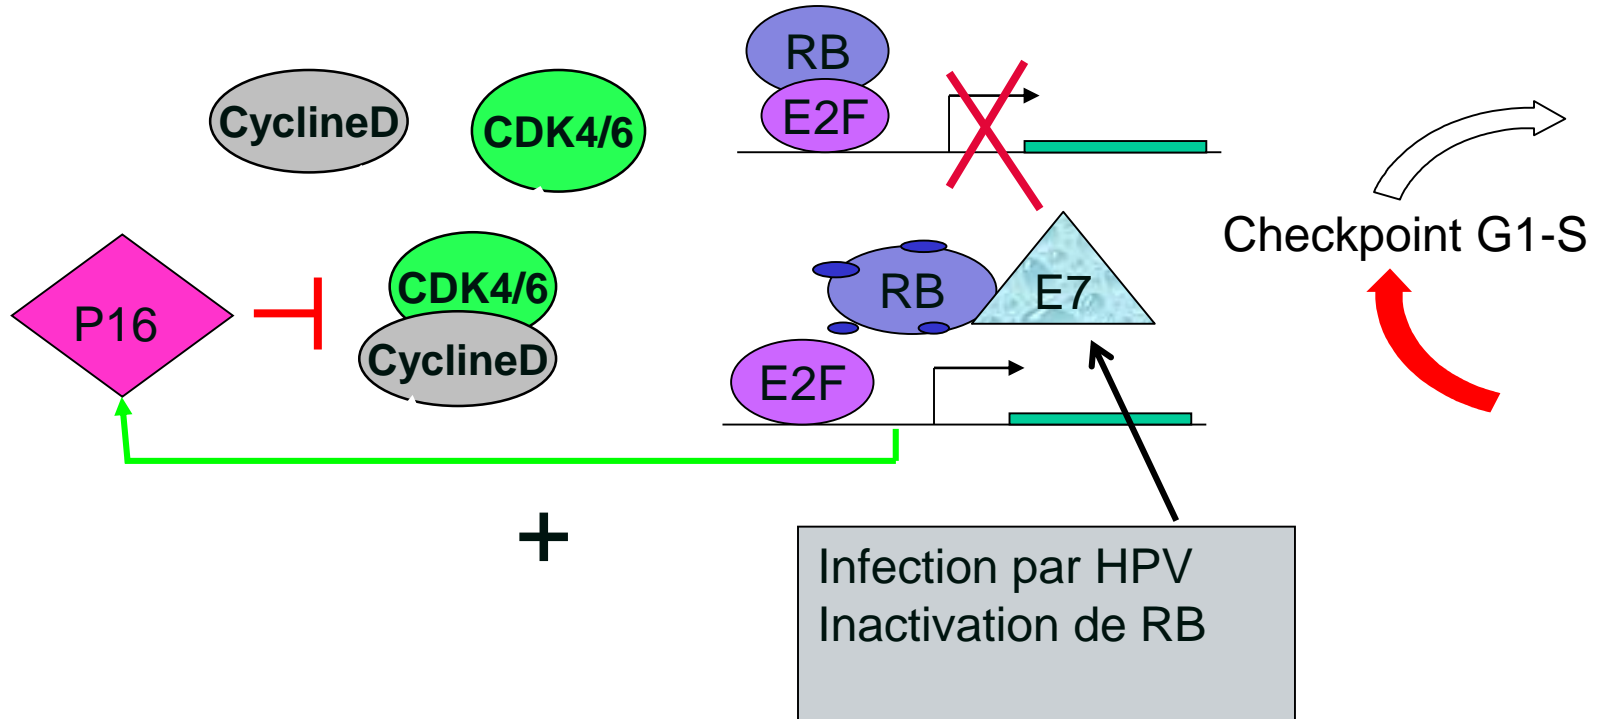 RB
E2F
CyclineD
CDK4/6
Checkpoint G1-S
P16
CDK4/6
CyclineD
RB
E7
E2F
+
Infection par HPV
Inactivation de RB